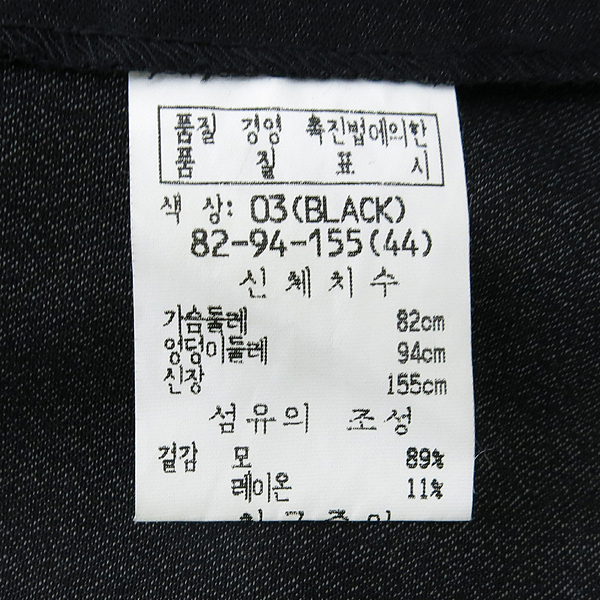 품질 경영 촉진법에의한
품 질 표 시
색 상: 03(BLACK)
82-94-155(44)
신 체 치 수
가슴둘레 82cm
엉덩이둘레 94cm
신장 155cm
섬유의 조성
겉감 모 89%
레이온 11%